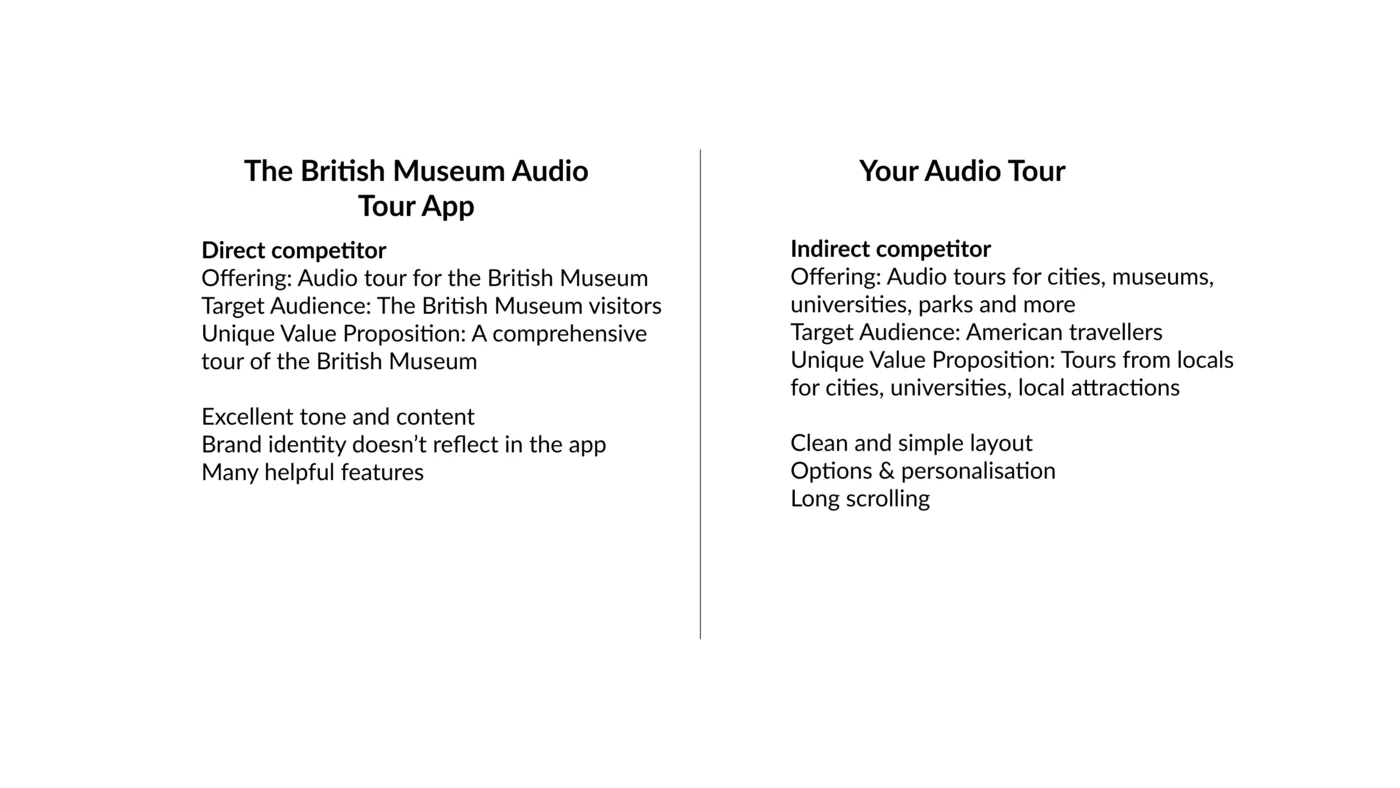 The British Museum Audio
Tour App
Direct competitor
Offering: Audio tour for the British Museum
Target Audience: The British Museum visitors
Unique Value Proposition: A comprehensive
tour of the British Museum
Excellent tone and content
Brand identity doesn’t reflect in the app
Many helpful features
Your Audio Tour
Indirect competitor
Offering: Audio tours for cities, museums,
universities, parks and more
Target Audience: American travellers
Unique Value Proposition: Tours from locals
for cities, universities, local attractions
Clean and simple layout
Options & personalisation
Long scrolling